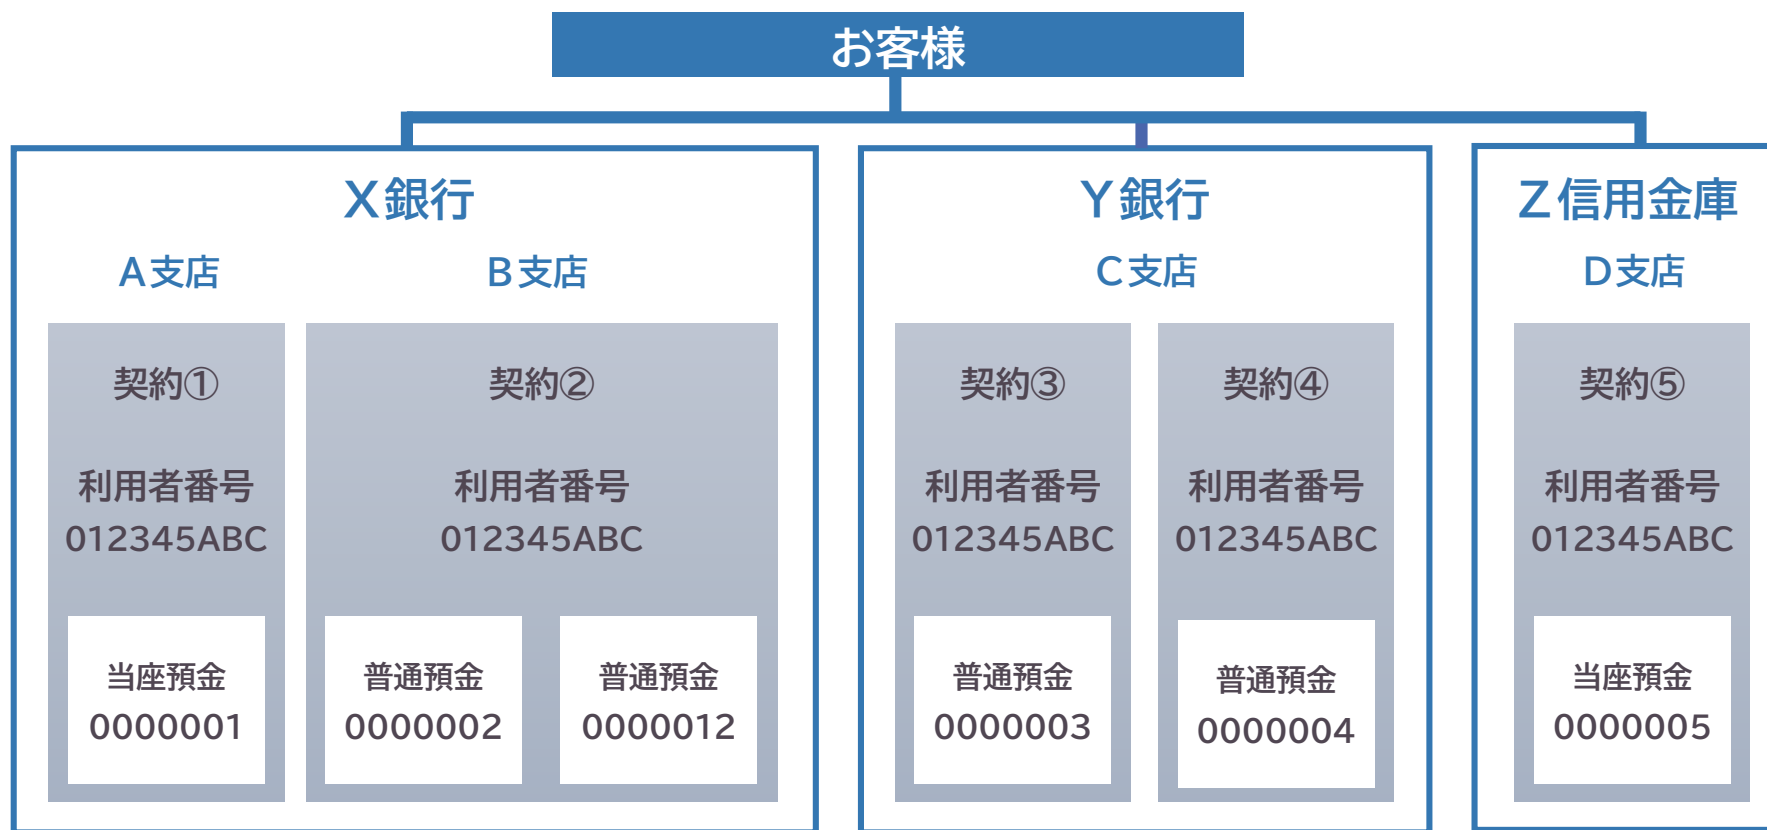 お客様
X銀行
A支店
B支店
契約①
利用者番号
012345ABC
当座預金
0000001
契約②
利用者番号
012345ABC
普通預金
0000002
普通預金
0000012
Y銀行
C支店
契約③
利用者番号
012345ABC
普通預金
0000003
契約④
利用者番号
012345ABC
普通預金
0000004
Z信用金庫
D支店
契約⑤
利用者番号
012345ABC
当座預金
0000005